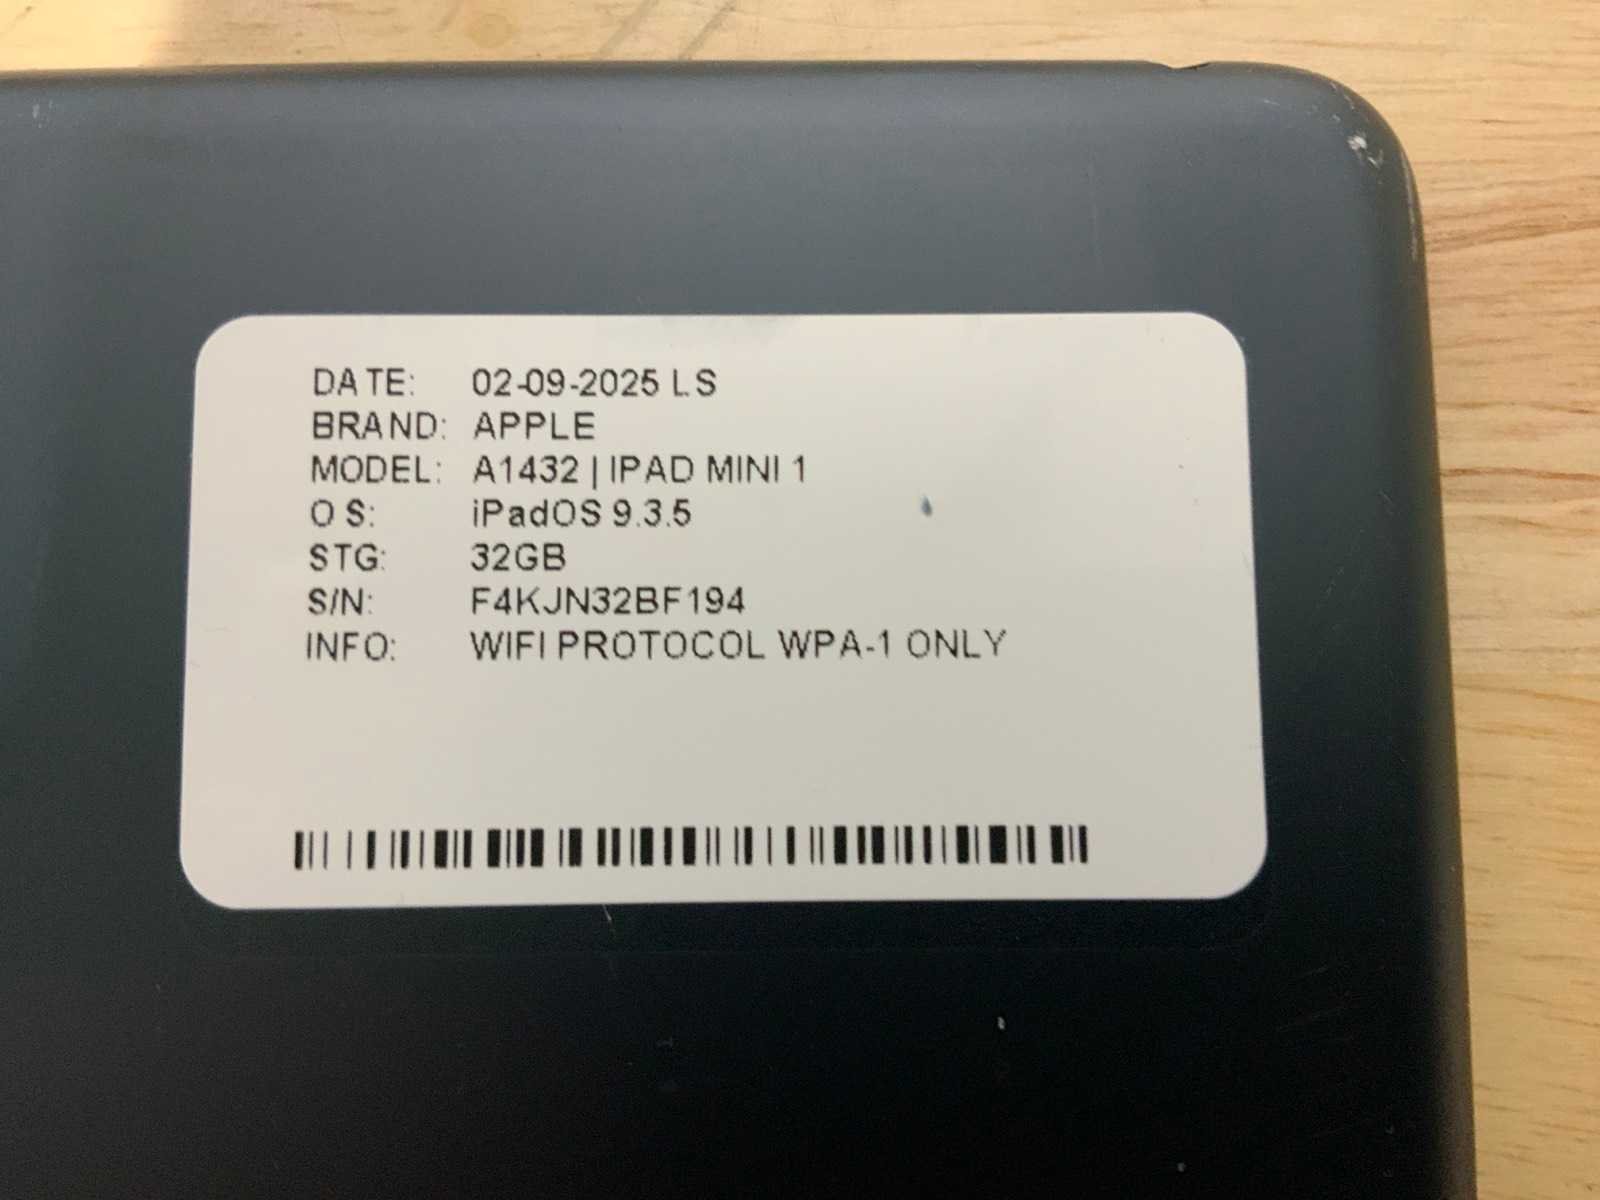 DATE: 02-09-2025 LS
BRAND: APPLE
MODEL: A1432 | IPAD MINI 1
OS: iPadOS 9.3.5
STG: 32GB
S/N: F4KJN32BF194
INFO: WIFI PROTOCOL WPA-1 ONLY